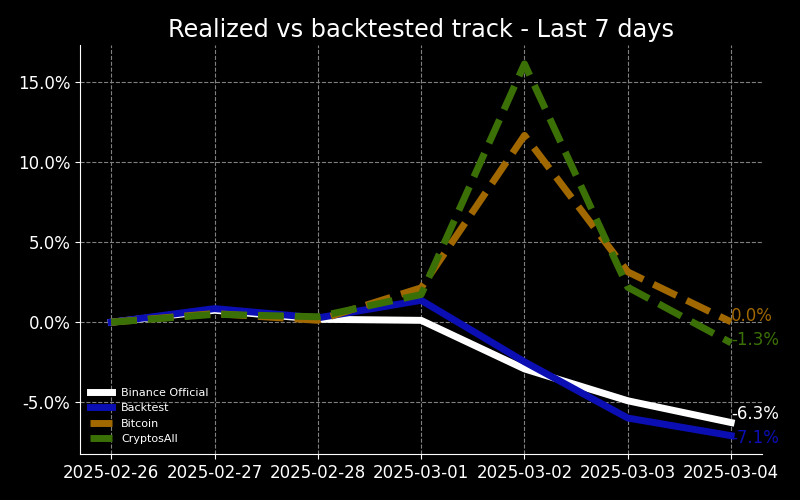 Realized vs backtested track - Last 7 days
15.0%
10.0%
5.0%
0.0%
-5.0%
Binance Official
Backtest
Bitcoin
CryptosAll
0.0%
-1.3%
-6.3%
-7.1%
2025-02-26 2025-02-27 2025-02-28 2025-03-01 2025-03-02 2025-03-03 2025-03-04